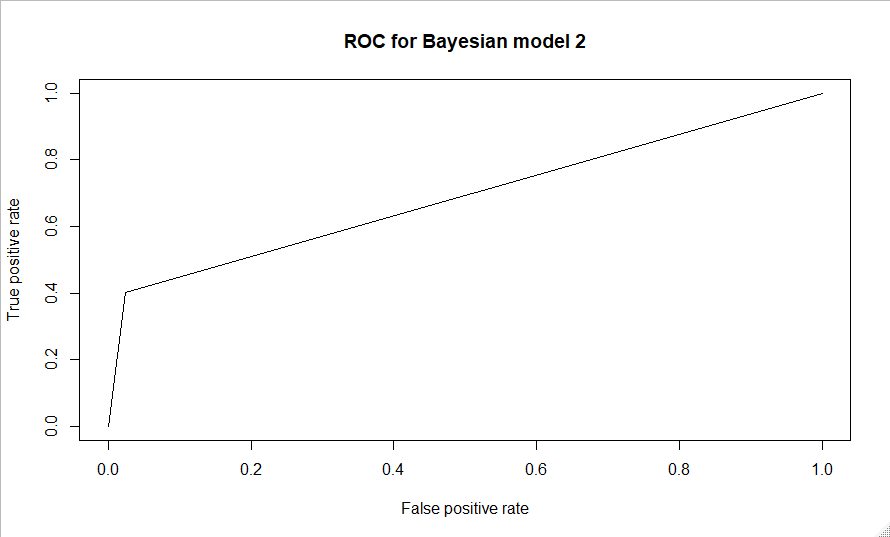 ROC for Bayesian model 2
True positive rate
1.0
0.8
0.6
0.4
0.2
0.0
0.0 0.2 0.4 0.6 0.8 1.0
False positive rate